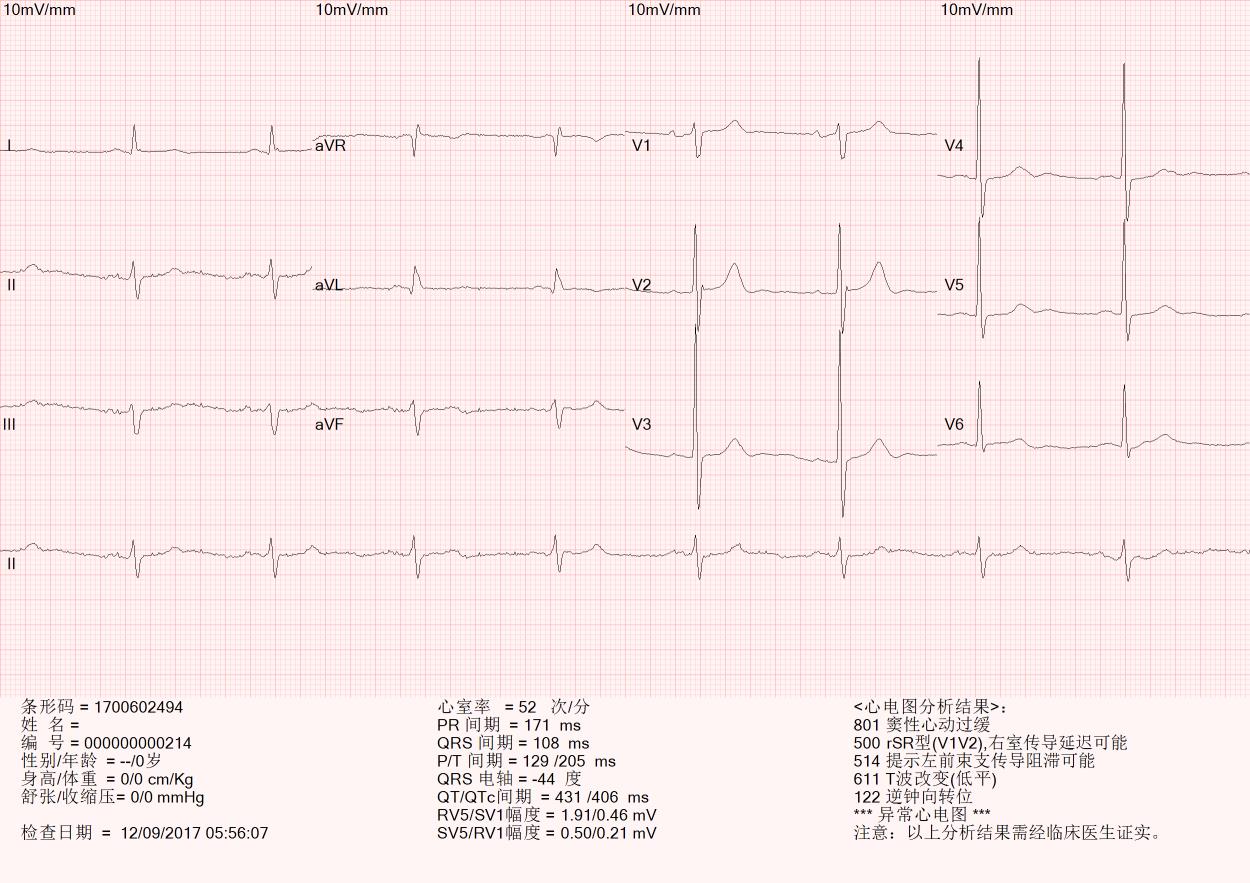 10mV/mm 10mV/mm 10mV/mm 10mV/mm
I aVR V1 V4
II aVL V2 V5
III aVF V3 V6
II
条形码 = 1700602494
姓 名 =
编 号 = 000000000214
性别/年龄 = --/0岁
身高/体重 = 0/0 cm/Kg
舒张/收缩压= 0/0 mmHg
检查日期 = 12/09/2017 05:56:07
心室率 = 52 次/分
PR 间期 = 171 ms
QRS 间期 = 108 ms
P/T 间期 = 129 /205 ms
QRS 电轴 = -44 度
QT/QTc间期 = 431 /406 ms
RV5/SV1幅度 = 1.91/0.46 mV
SV5/RV1幅度 = 0.50/0.21 mV
<心电图分析结果>:
801 窦性心动过缓
500 rSR型(V1V2),右室传导延迟可能
514 提示左前束支传导阻滞可能
611 T波改变(低平)
122 逆钟向转位
*** 异常心电图 ***
注意：以上分析结果需经临床医生证实。